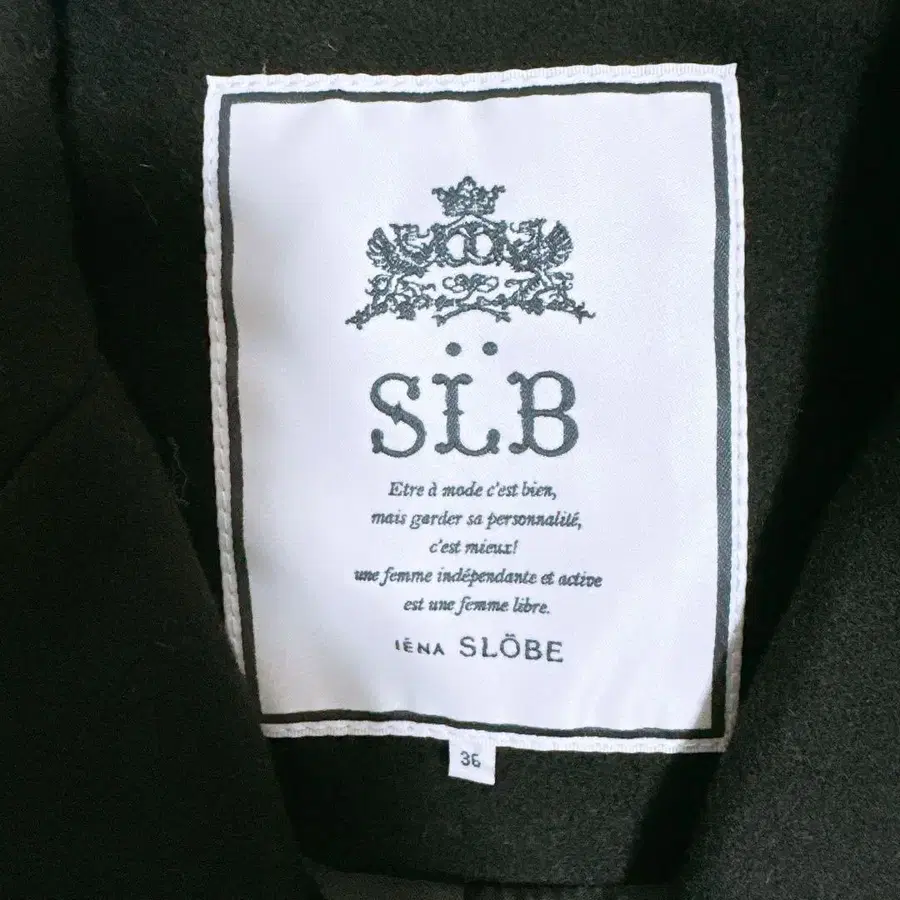 SL̈B
Etre à mode c'est bien,
mais garder sa personnalité,
c'est mieux!
une femme indépendante et active
est une femme libre.
IÉNA SLÖBE
36